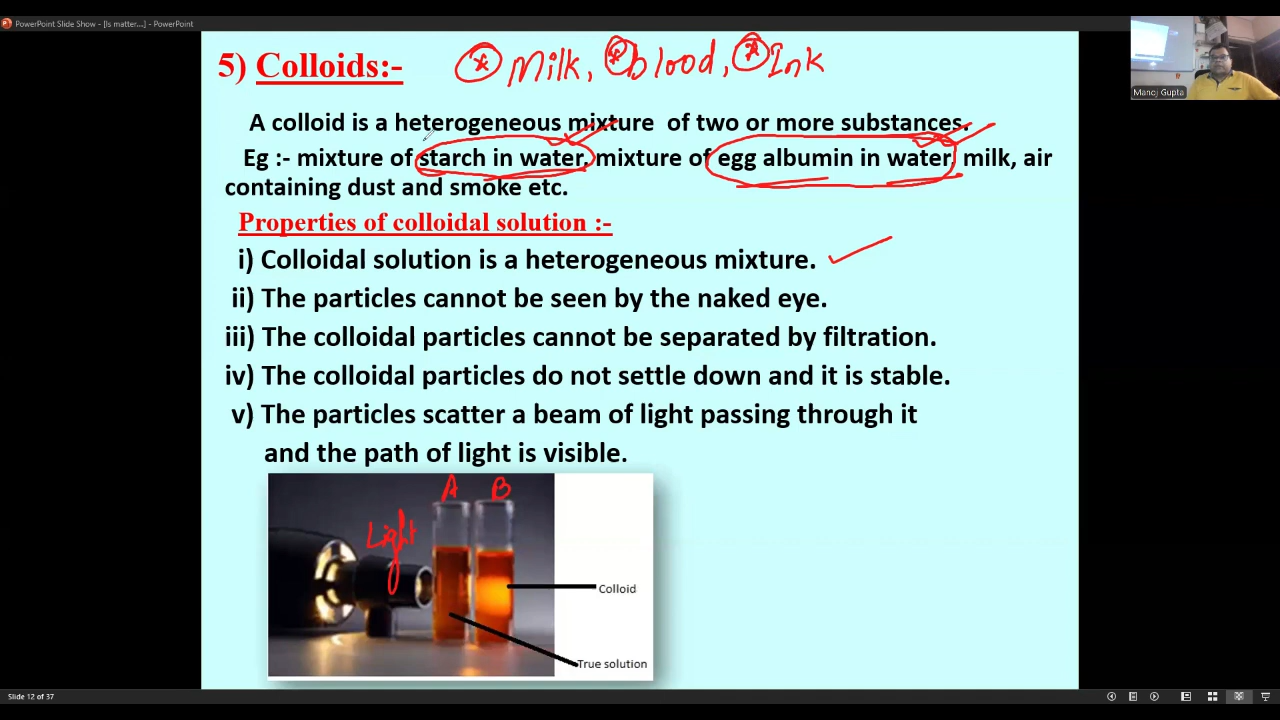 PowerPoint Slide Show - [Is matter...] - PowerPoint
Manoj Gupta
5) Colloids:- Milk, blood, Ink
A colloid is a heterogeneous mixture of two or more substances.
Eg :- mixture of starch in water, mixture of egg albumin in water, milk, air
containing dust and smoke etc.
Properties of colloidal solution :-
i) Colloidal solution is a heterogeneous mixture.
ii) The particles cannot be seen by the naked eye.
iii) The colloidal particles cannot be separated by filtration.
iv) The colloidal particles do not settle down and it is stable.
v) The particles scatter a beam of light passing through it
and the path of light is visible.
A B
Light
Colloid
True solution
Slide 12 of 37